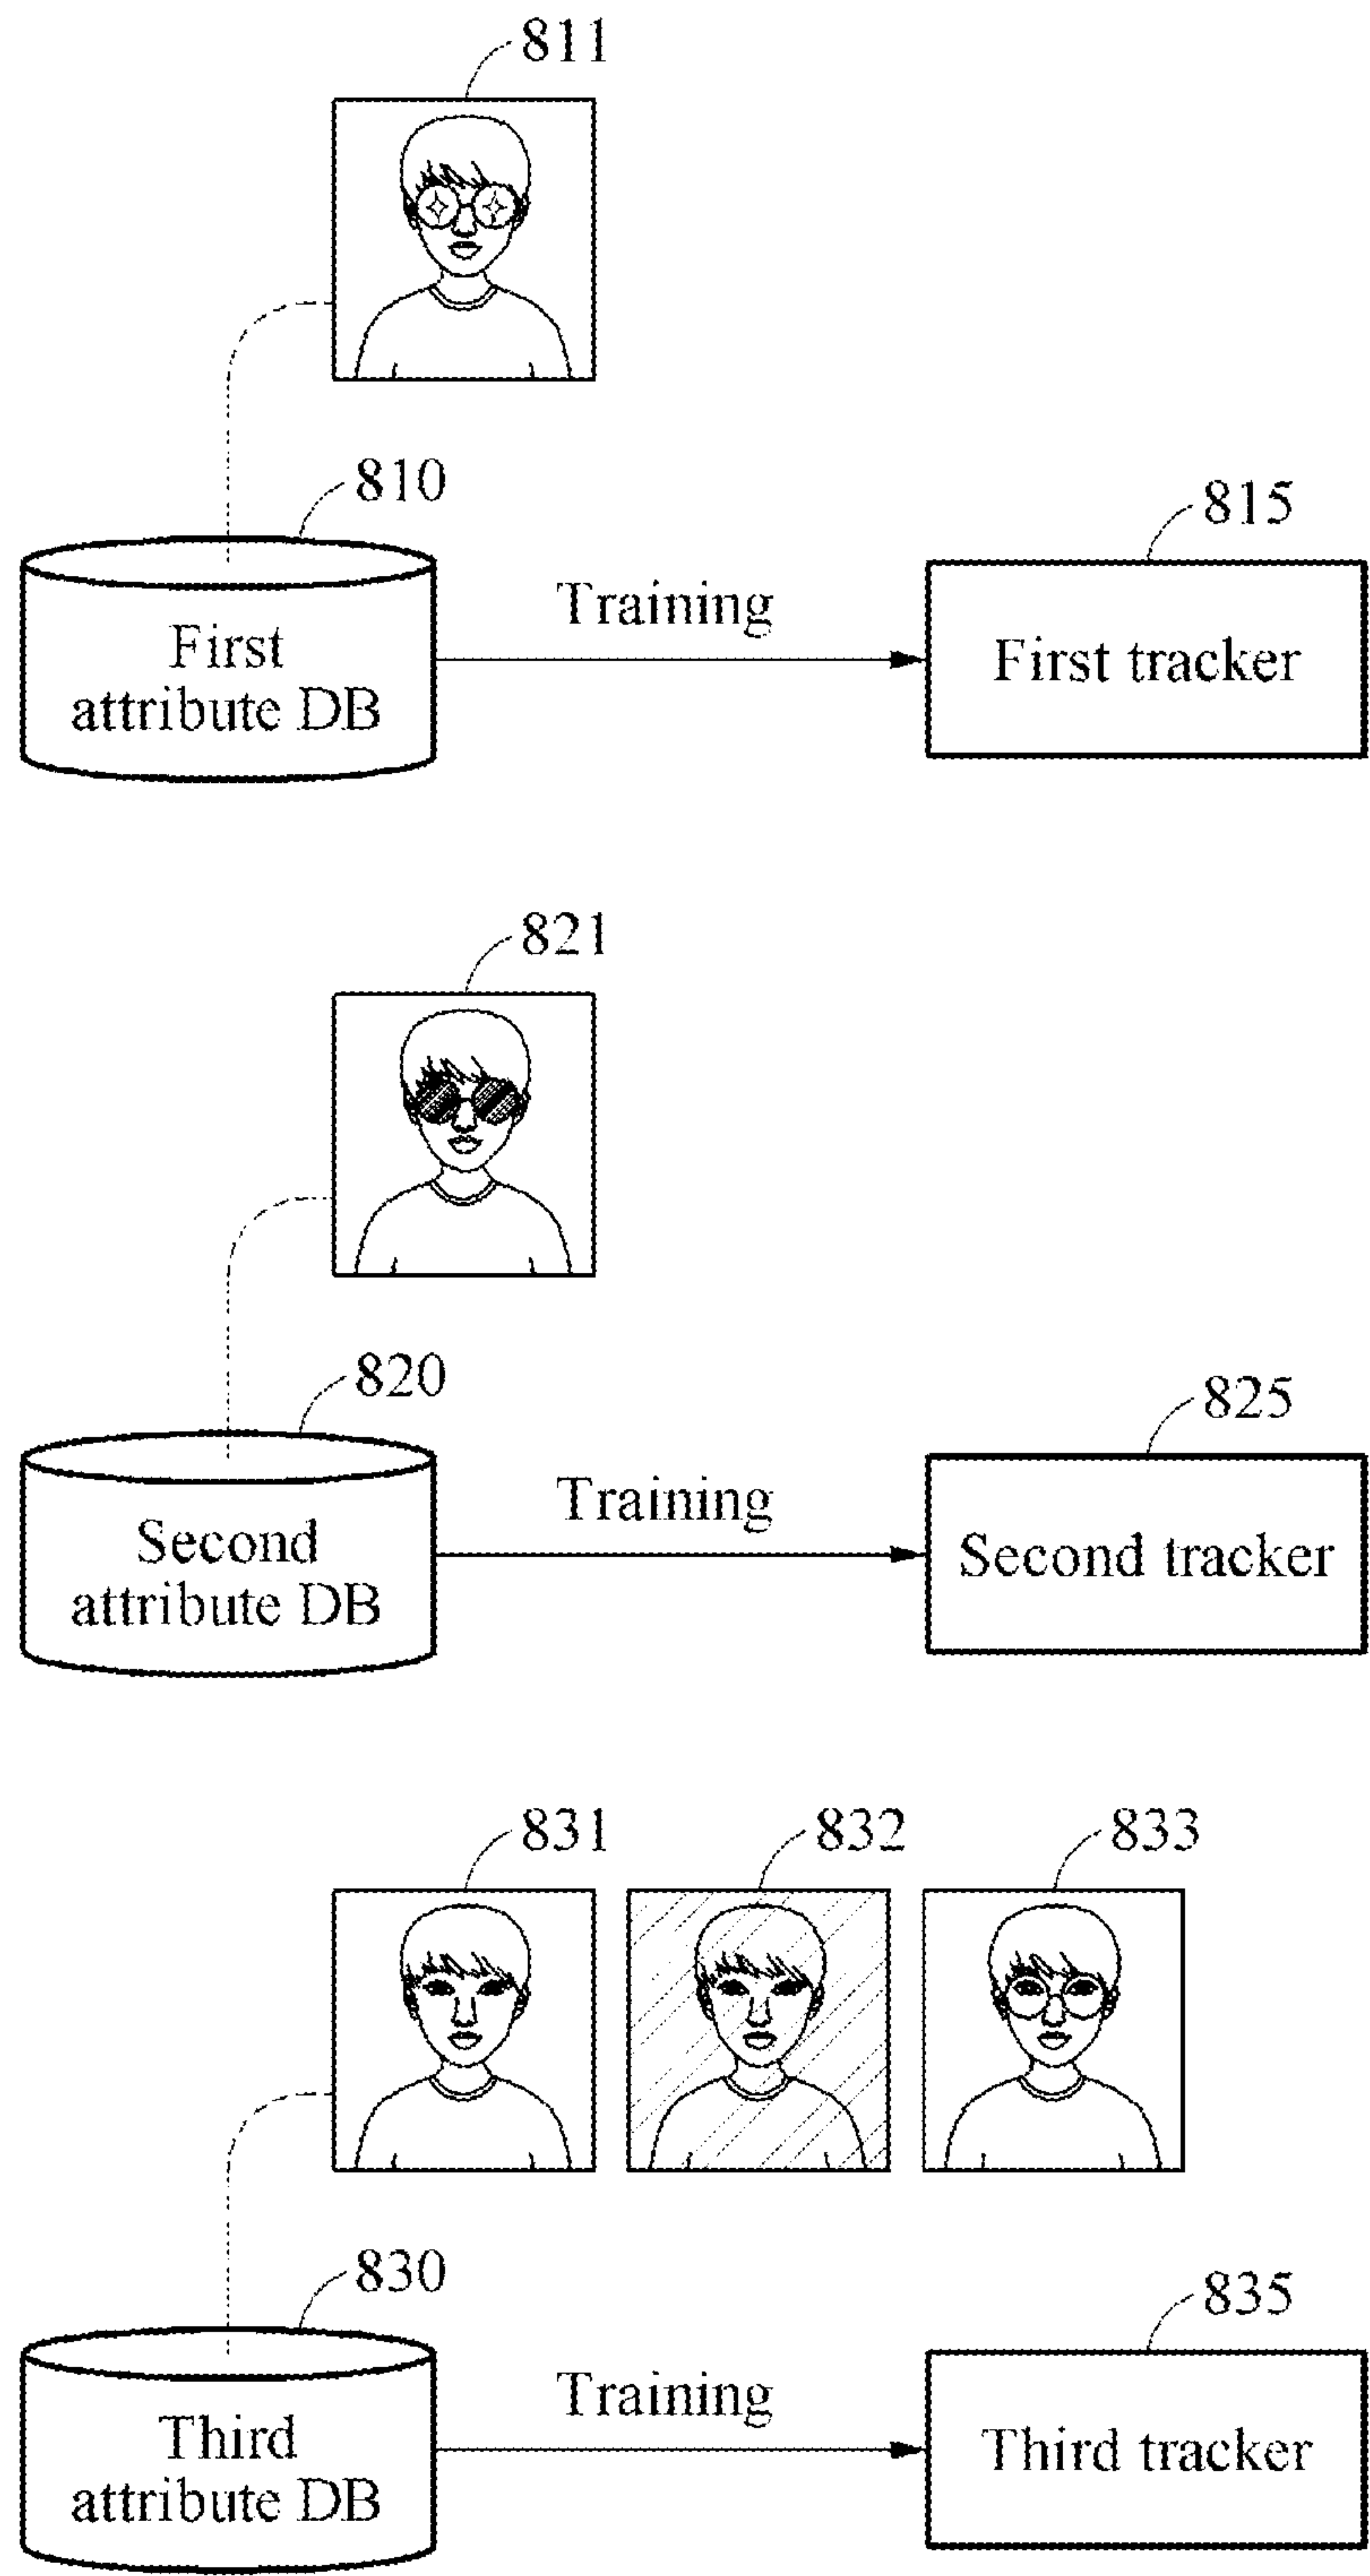 811
810
815
Training
First
attribute DB
First tracker
821
820
825
Training
Second
attribute DB
Second tracker
831
832
833
830
835
Training
Third
attribute DB
Third tracker